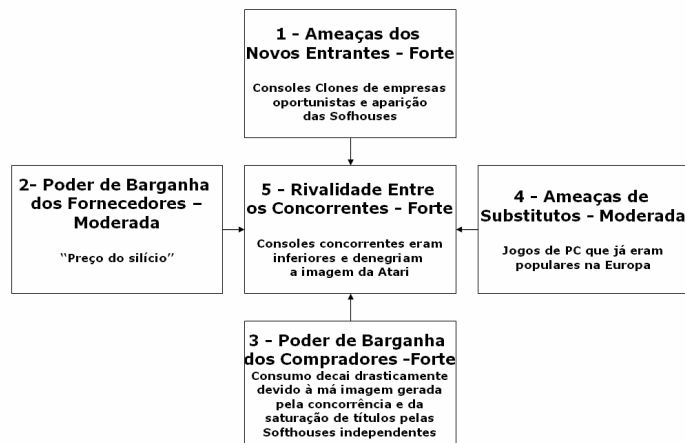 1 - Ameaças dos
Novos Entrantes - Forte
Consoles Clones de empresas
oportunistas e aparição
das Sofhouses
2- Poder de Barganha
dos Fornecedores –
Moderada
“Preço do silício”
5 - Rivalidade Entre
os Concorrentes - Forte
Consoles concorrentes eram
inferiores e denegriam
a imagem da Atari
4 - Ameaças de
Substitutos - Moderada
Jogos de PC que já eram
populares na Europa
3 - Poder de Barganha
dos Compradores -Forte
Consumo decai drasticamente
devido à má imagem gerada
pela concorrência e da
saturação de títulos pelas
Softhouses independentes